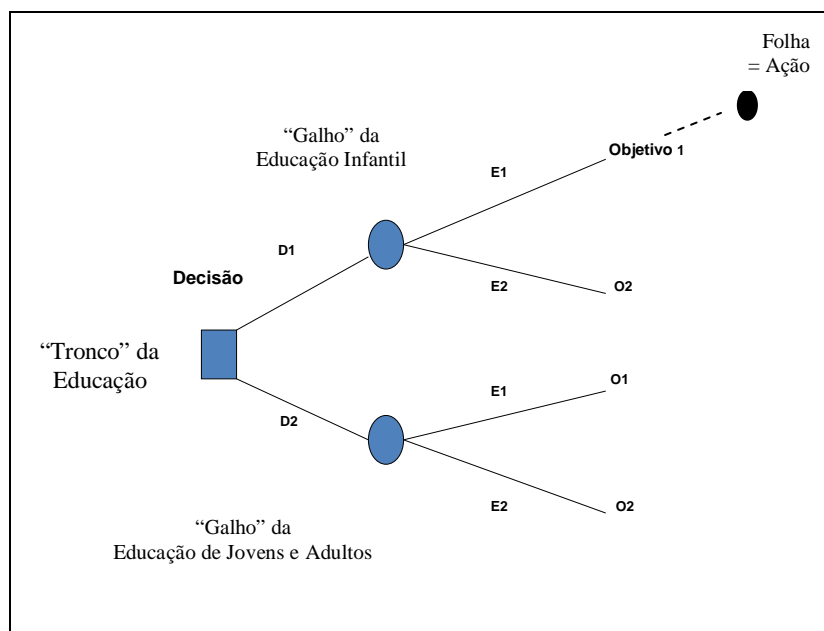 Folha
= Ação
“Galho” da
Educação Infantil
E1
Objetivo 1
D1
Decisão
E2
O2
“Tronco” da
Educação
E1
O1
D2
E2
O2
“Galho” da
Educação de Jovens e Adultos